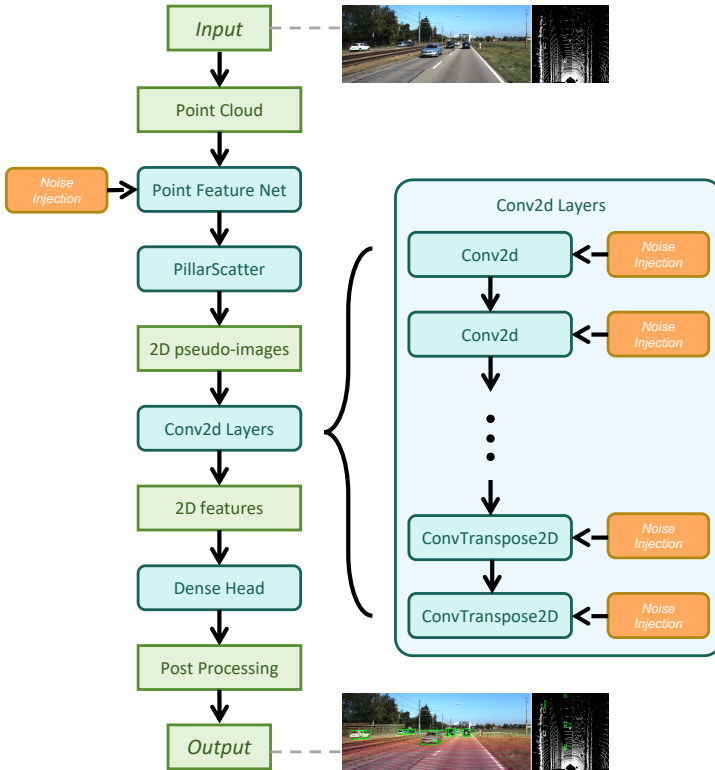 Input
Point Cloud
Noise
Injection
Point Feature Net
PillarScatter
2D pseudo-images
Conv2d Layers
2D features
Dense Head
Post Processing
Output
Conv2d Layers
Conv2d
Noise
Injection
Conv2d
Noise
Injection
ConvTranspose2D
Noise
Injection
ConvTranspose2D
Noise
Injection